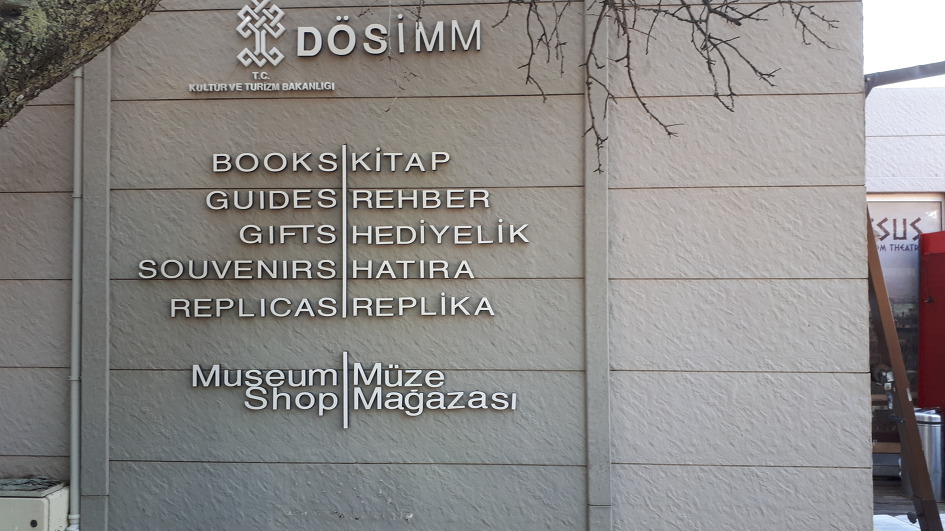 DÖSİMM
T.C.
KÜLTÜR VE TURİZM BAKANLIĞI
BOOKS KİTAP
GUIDES REHBER
GIFTS HEDİYELİK
SOUVENIRS HATIRA
REPLICAS REPLİKA
Museum Müze
Shop Mağazası